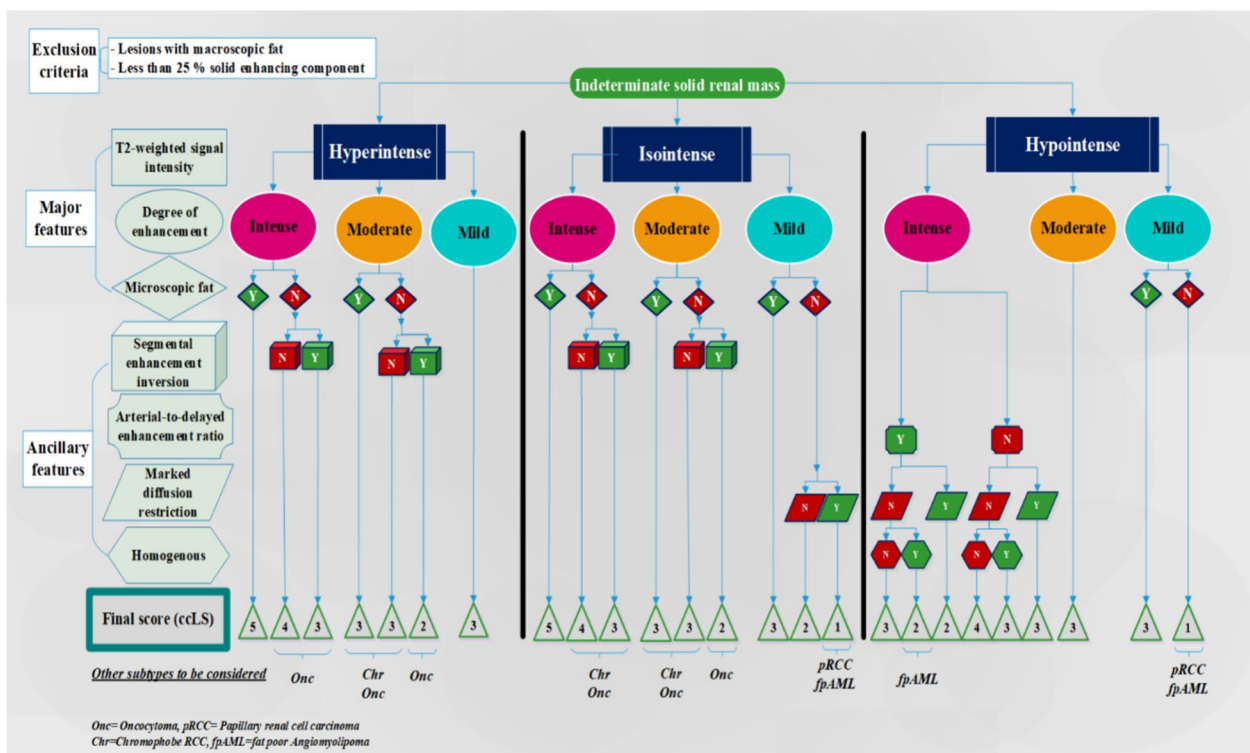 Exclusion
criteria
- Lesions with macroscopic fat
- Less than 25 % solid enhancing component
Indeterminate solid renal mass
Major
features
T2-weighted signal
intensity
Degree of
enhancement
Microscopic fat
Hyperintense
Isointense
Hypointense
Intense
Moderate
Mild
Intense
Moderate
Mild
Intense
Moderate
Mild
Y N Y N Y N Y N Y N Y N
Ancillary
features
Segmental
enhancement
inversion
N Y N Y N Y N Y
Arterial-to-delayed
enhancement ratio
Y N
Marked
diffusion
restriction
N Y N Y N Y
Homogenous
N Y N Y
Final score (ccLS)
5 4 3 3 3 2 3 5 4 3 3 3 2 3 2 1 3 2 2 4 3 3 3 3 1
Other subtypes to be considered
Onc
Chr
Onc
Onc
Chr
Onc
Chr
Onc
Onc
pRCC
fpAML
fpAML
pRCC
fpAML
Onc= Oncocytoma, pRCC= Papillary renal cell carcinoma
Chr=Chromophobe RCC, fpAML=fat poor Angiomyolipoma